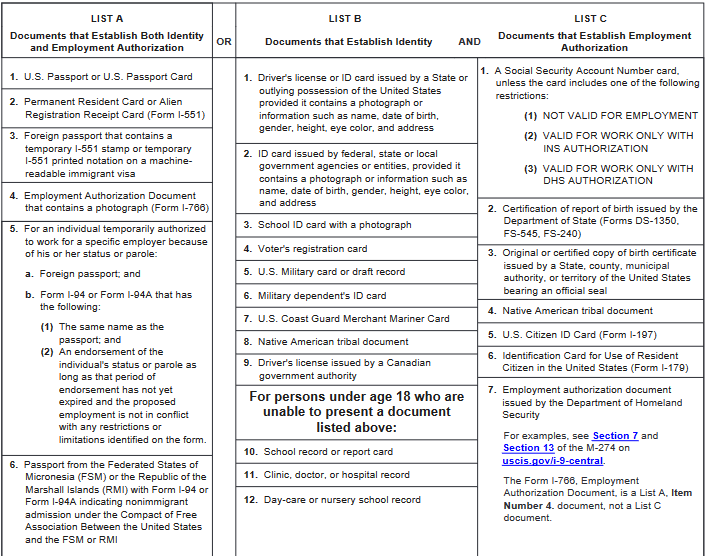 LIST A
Documents that Establish Both Identity
and Employment Authorization
OR
LIST B
Documents that Establish Identity
AND
LIST C
Documents that Establish Employment
Authorization
1. U.S. Passport or U.S. Passport Card
2. Permanent Resident Card or Alien
Registration Receipt Card (Form I-551)
3. Foreign passport that contains a
temporary I-551 stamp or temporary
I-551 printed notation on a machine-
readable immigrant visa
4. Employment Authorization Document
that contains a photograph (Form I-766)
5. For an individual temporarily authorized
to work for a specific employer because
of his or her status or parole:
a. Foreign passport; and
b. Form I-94 or Form I-94A that has
the following:
(1) The same name as the
passport; and
(2) An endorsement of the
individual's status or parole as
long as that period of
endorsement has not yet
expired and the proposed
employment is not in conflict
with any restrictions or
limitations identified on the form.
6. Passport from the Federated States of
Micronesia (FSM) or the Republic of the
Marshall Islands (RMI) with Form I-94 or
Form I-94A indicating nonimmigrant
admission under the Compact of Free
Association Between the United States
and the FSM or RMI
1. Driver's license or ID card issued by a State or
outlying possession of the United States
provided it contains a photograph or
information such as name, date of birth,
gender, height, eye color, and address
2. ID card issued by federal, state or local
government agencies or entities, provided it
contains a photograph or information such as
name, date of birth, gender, height, eye color,
and address
3. School ID card with a photograph
4. Voter's registration card
5. U.S. Military card or draft record
6. Military dependent's ID card
7. U.S. Coast Guard Merchant Mariner Card
8. Native American tribal document
9. Driver's license issued by a Canadian
government authority
For persons under age 18 who are
unable to present a document
listed above:
10. School record or report card
11. Clinic, doctor, or hospital record
12. Day-care or nursery school record
1. A Social Security Account Number card,
unless the card includes one of the following
restrictions:
(1) NOT VALID FOR EMPLOYMENT
(2) VALID FOR WORK ONLY WITH
INS AUTHORIZATION
(3) VALID FOR WORK ONLY WITH
DHS AUTHORIZATION
2. Certification of report of birth issued by the
Department of State (Forms DS-1350,
FS-545, FS-240)
3. Original or certified copy of birth certificate
issued by a State, county, municipal
authority, or territory of the United States
bearing an official seal
4. Native American tribal document
5. U.S. Citizen ID Card (Form I-197)
6. Identification Card for Use of Resident
Citizen in the United States (Form I-179)
7. Employment authorization document
issued by the Department of Homeland
Security
For examples, see Section 7 and
Section 13 of the M-274 on
uscis.gov/i-9-central.
The Form I-766, Employment
Authorization Document, is a List A, Item
Number 4. document, not a List C
document.